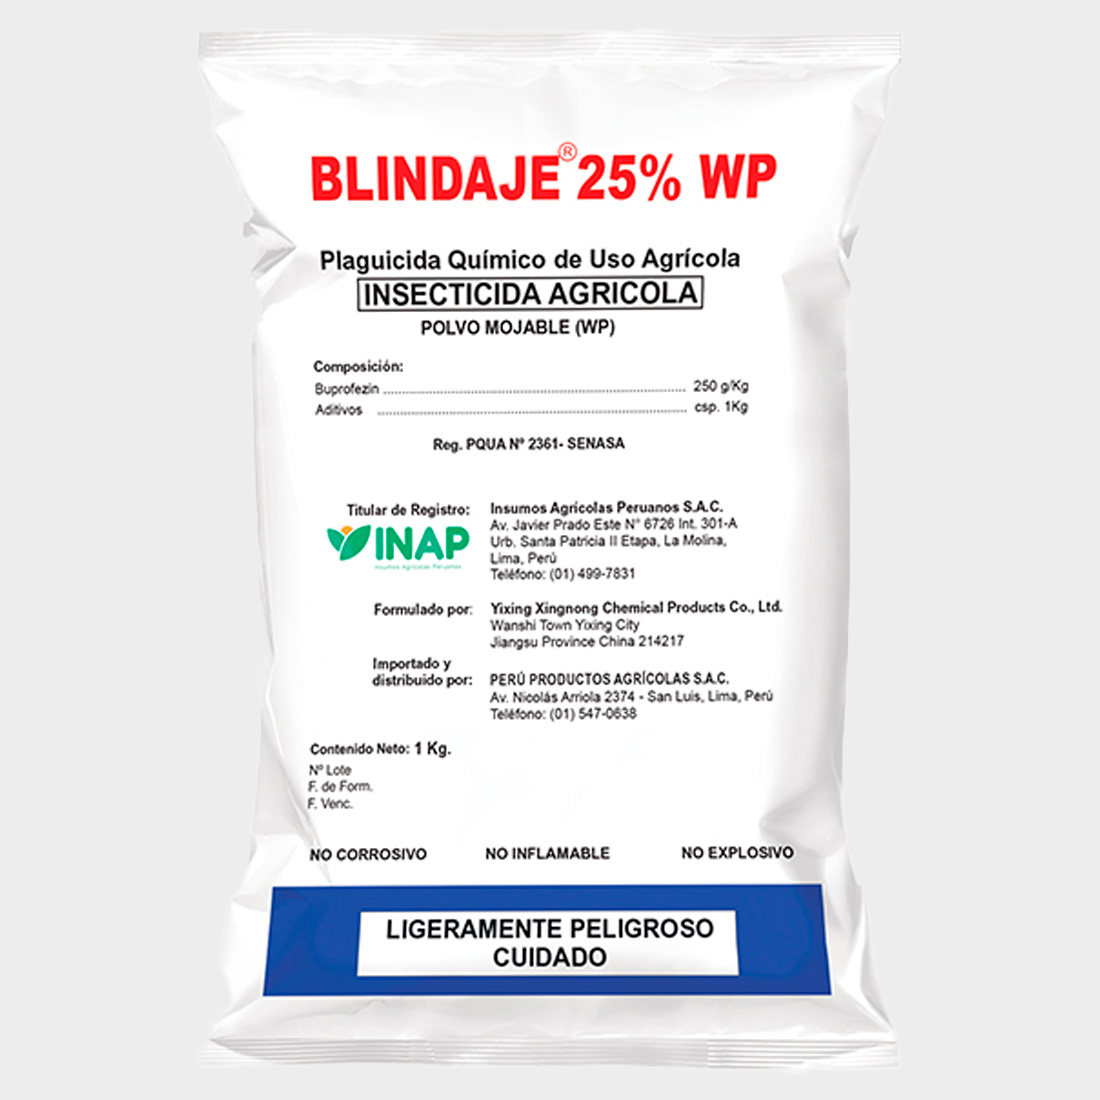 BLINDAJE® 25% WP
Plaguicida Químico de Uso Agrícola
INSECTICIDA AGRICOLA
POLVO MOJABLE (WP)
Composición:
Buprofezin ........................................................................ 250 g/Kg
Aditivos ........................................................................ csp. 1Kg
Reg. PQUA Nº 2361- SENASA
Titular de Registro: Insumos Agrícolas Peruanos S.A.C.
Av. Javier Prado Este N° 6726 Int. 301-A
Urb. Santa Patricia II Etapa, La Molina,
Lima, Perú
Teléfono: (01) 499-7831
INAP
Insumos Agrícolas Peruanos
Formulado por: Yixing Xingnong Chemical Products Co., Ltd.
Wanshi Town Yixing City
Jiangsu Province China 214217
Importado y
distribuido por: PERÚ PRODUCTOS AGRÍCOLAS S.A.C.
Av. Nicolás Arriola 2374 - San Luis, Lima, Perú
Teléfono: (01) 547-0638
Contenido Neto: 1 Kg.
Nº Lote
F. de Form.
F. Venc.
NO CORROSIVO NO INFLAMABLE NO EXPLOSIVO
LIGERAMENTE PELIGROSO
CUIDADO